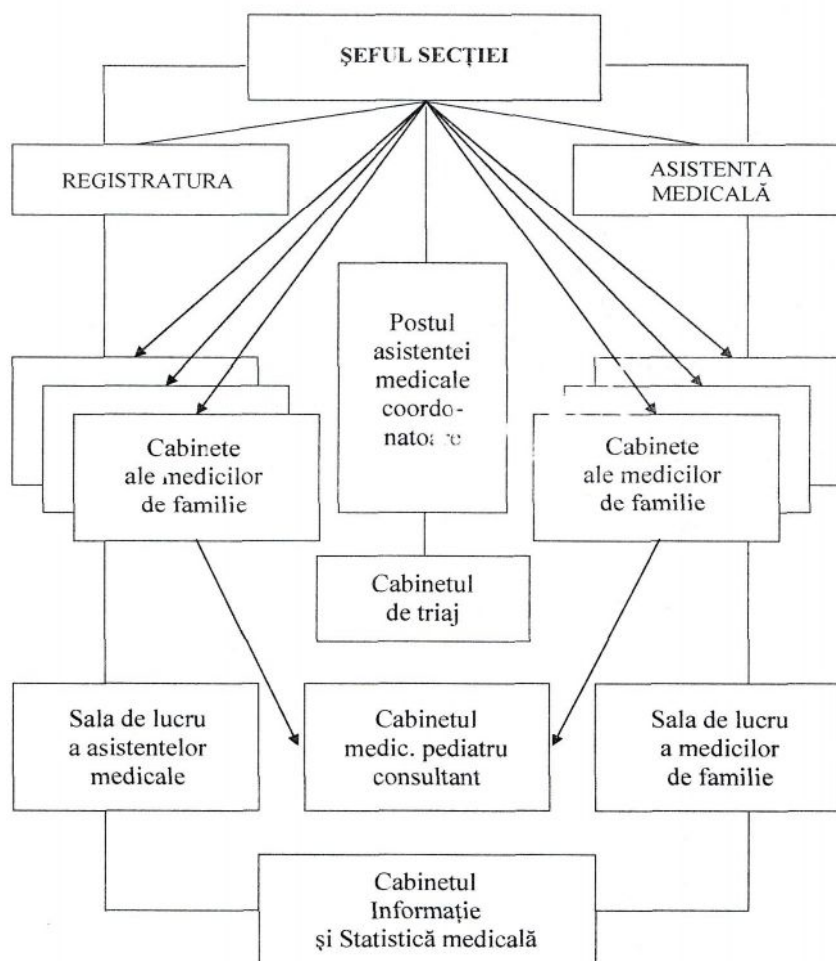 ŞEFUL SECŢIEI
REGISTRATURA
ASISTENTA
MEDICALĂ
Postul
asistentei
medicale
coordo-
natoare
Cabinete
ale medicilor
de familie
Cabinete
ale medicilor
de familie
Cabinetul
de triaj
Sala de lucru
a asistentelor
medicale
Cabinetul
medic. pediatru
consultant
Sala de lucru
a medicilor
de familie
Cabinetul
Informaţie
şi Statistică medicală